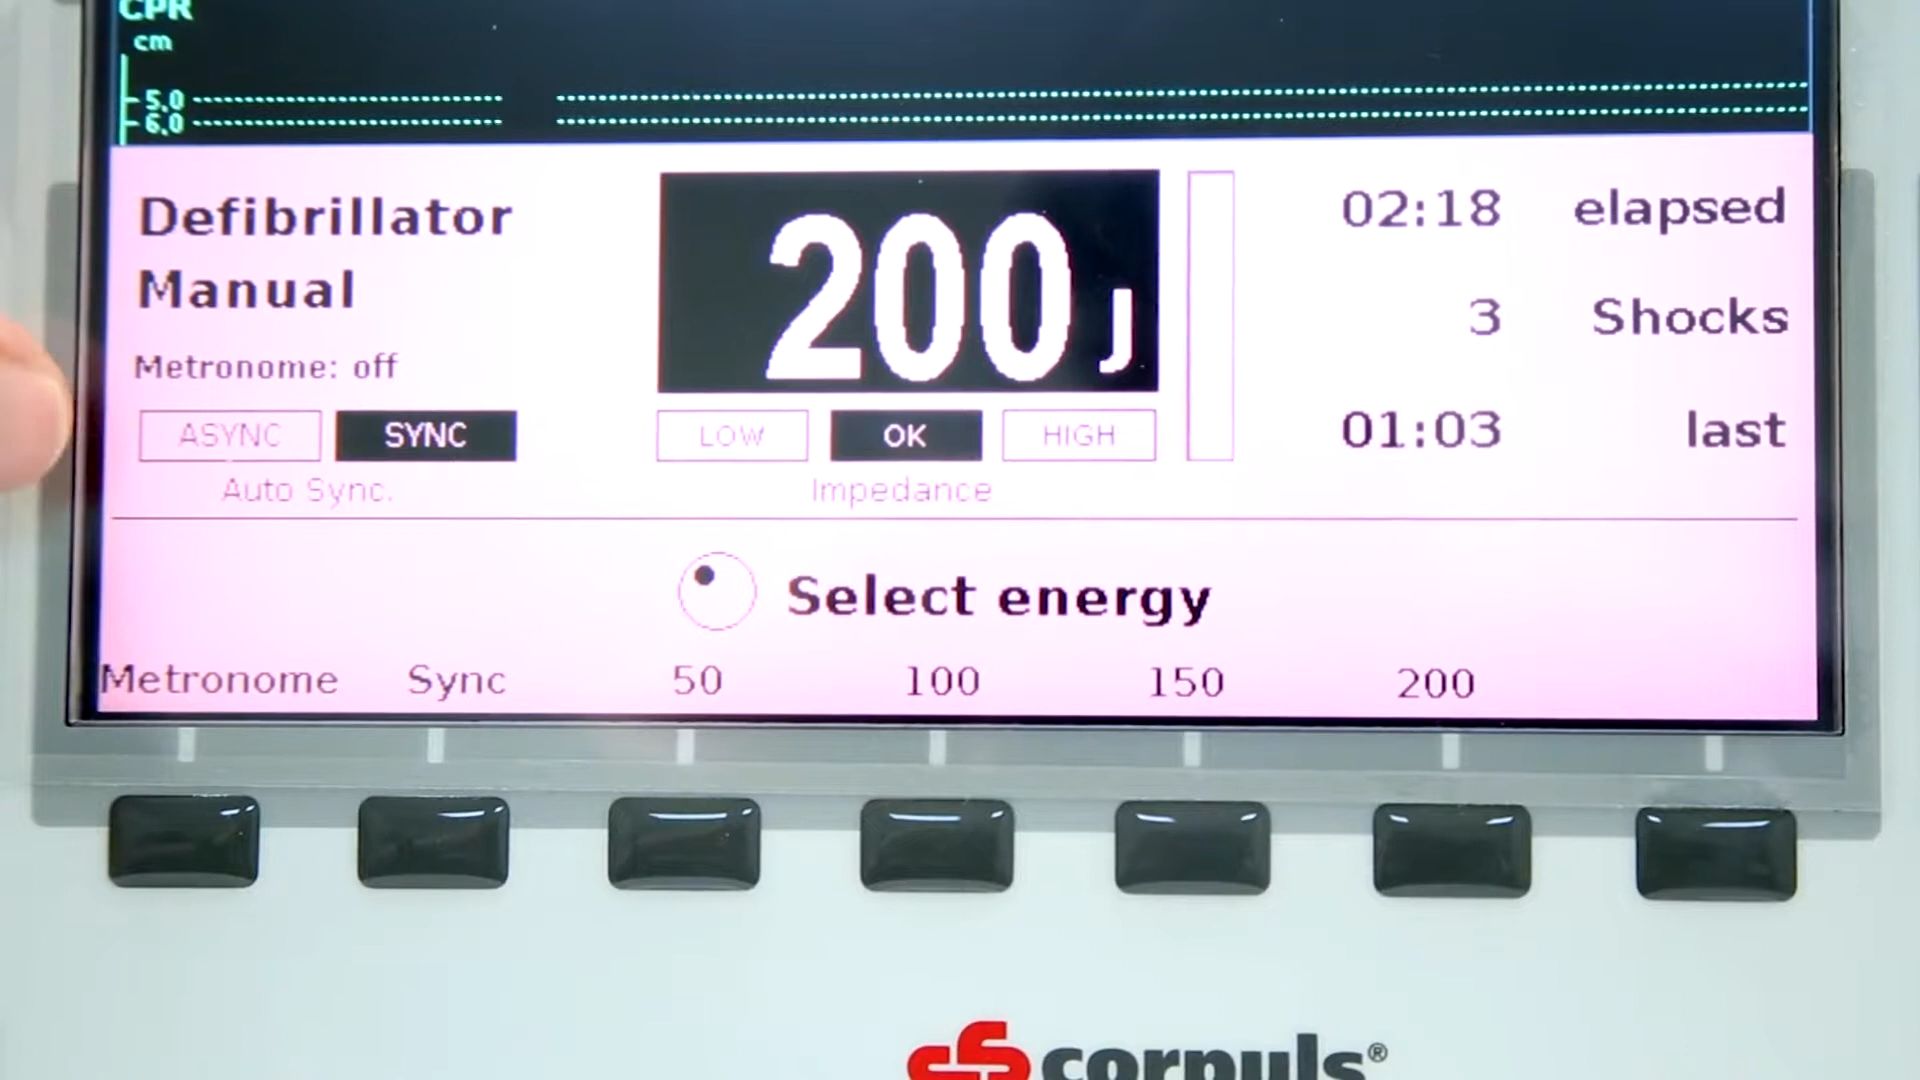 CPR
cm
5,0
6,0
Defibrillator
Manual
Metronome: off
ASYNC SYNC
Auto Sync.
200 J
LOW OK HIGH
Impedance
02:18 elapsed
3 Shocks
01:03 last
Select energy
Metronome Sync 50 100 150 200
corpuls®